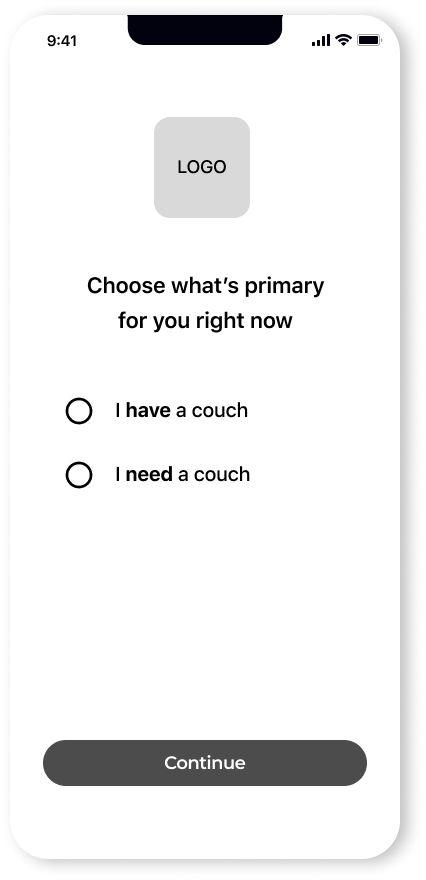 9:41
LOGO
Choose what’s primary
for you right now
I have a couch
I need a couch
Continue